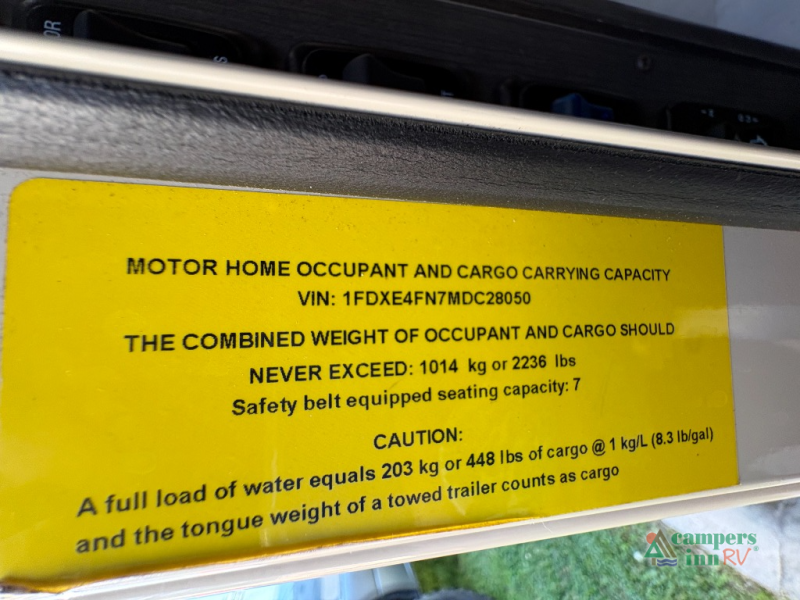 MOTOR HOME OCCUPANT AND CARGO CARRYING CAPACITY
VIN: 1FDXE4FN7MDC28050
THE COMBINED WEIGHT OF OCCUPANT AND CARGO SHOULD
NEVER EXCEED: 1014 kg or 2236 lbs
Safety belt equipped seating capacity: 7
CAUTION:
A full load of water equals 203 kg or 448 lbs of cargo @ 1 kg/L (8.3 lb/gal)
and the tongue weight of a towed trailer counts as cargo
campers
inn RV